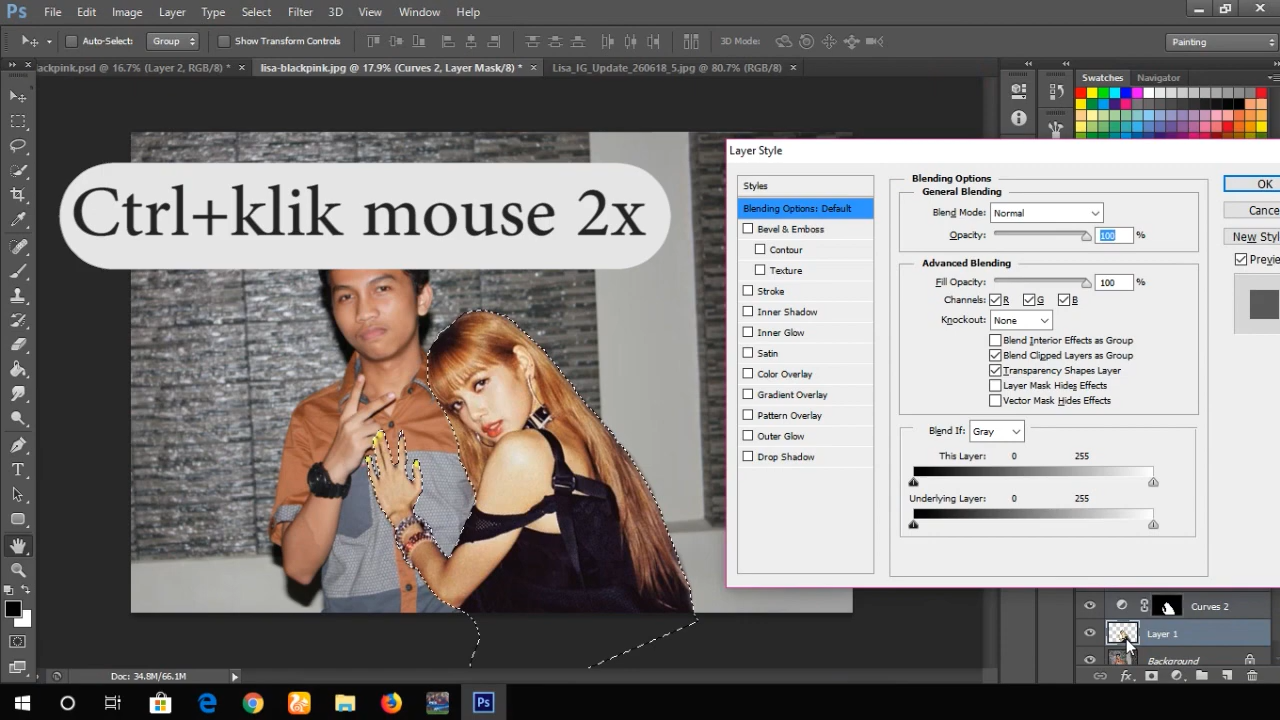 Ps File Edit Image Layer Type Select Filter 3D View Window Help
Auto-Select: Group Show Transform Controls 3D Mode: Painting
ackpink.psd @ 16.7% (Layer 2, RGB/8) * × lisa-blackpink.jpg @ 17.9% (Curves 2, Layer Mask/8) * × Lisa_IG_Update_260618_5.jpg @ 80.7% (RGB/8) ×
Swatches Navigator
Layer Style
Styles
Blending Options: Default
Bevel & Emboss
Contour
Texture
Stroke
Inner Shadow
Inner Glow
Satin
Color Overlay
Gradient Overlay
Pattern Overlay
Outer Glow
Drop Shadow
Blending Options
General Blending
Blend Mode: Normal
Opacity: 100 %
Advanced Blending
Fill Opacity: 100 %
Channels: R G B
Knockout: None
Blend Interior Effects as Group
Blend Clipped Layers as Group
Transparency Shapes Layer
Layer Mask Hides Effects
Vector Mask Hides Effects
Blend If: Gray
This Layer: 0 255
Underlying Layer: 0 255
OK
Cance
New Styl
Previe
Ctrl+klik mouse 2x
Curves 2
Layer 1
Background
Doc: 34.8M/66.1M
fx
Ps